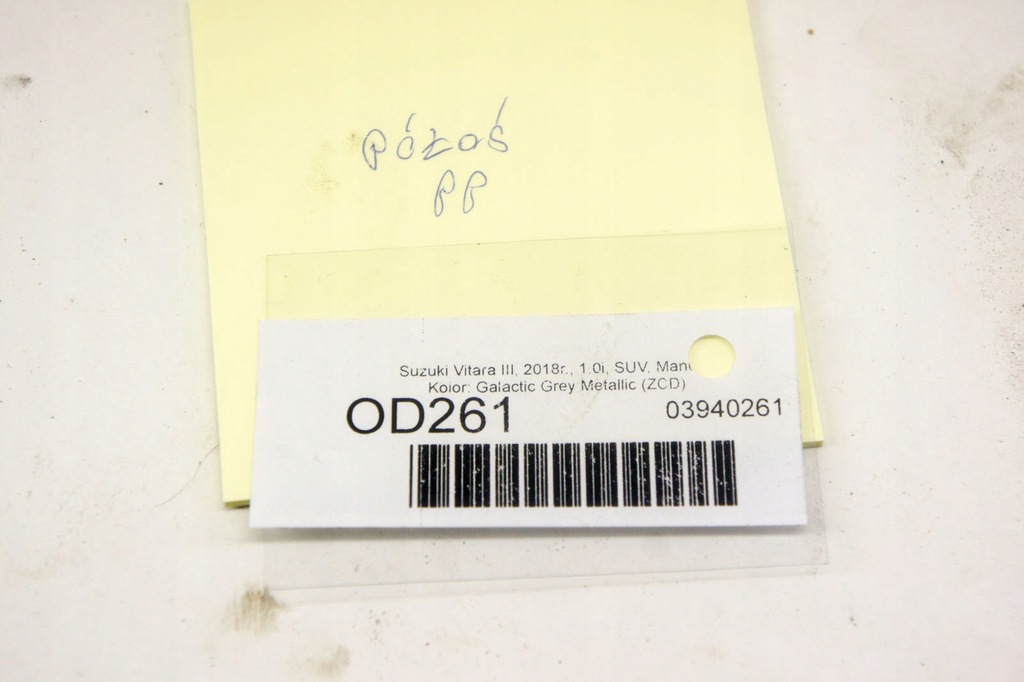 PÓŁOŚ
PP
Suzuki Vitara III, 2018r., 1.0i, SUV, Manu
Kolor: Galactic Grey Metallic (ZCD)
OD261
03940261